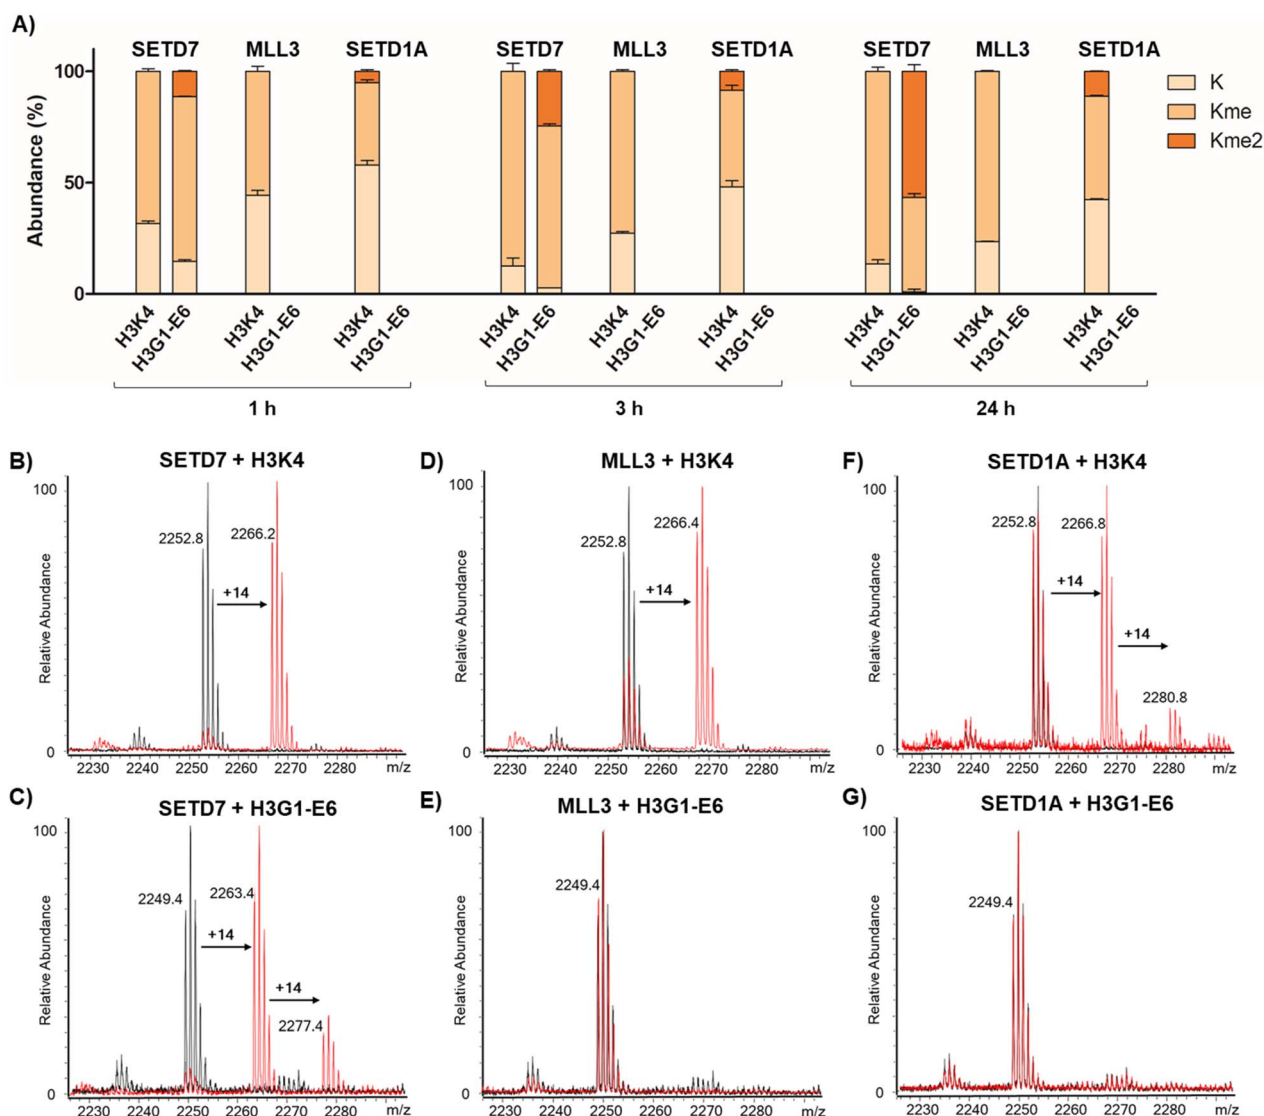 A)
SETD7 MLL3 SETD1A SETD7 MLL3 SETD1A SETD7 MLL3 SETD1A
Abundance (%)
100
50
0
K
Kme
Kme2
H3K4 H3G1-E6 H3K4 H3G1-E6 H3K4 H3G1-E6 H3K4 H3G1-E6 H3K4 H3G1-E6 H3K4 H3G1-E6 H3K4 H3G1-E6 H3K4 H3G1-E6 H3K4 H3G1-E6
1 h 3 h 24 h
B) SETD7 + H3K4
Relative Abundance
100
2252.8 2266.2
+14
0
2230 2240 2250 2260 2270 2280 m/z
D) MLL3 + H3K4
Relative Abundance
100
2252.8 2266.4
+14
0
2230 2240 2250 2260 2270 2280 m/z
F) SETD1A + H3K4
Relative Abundance
100
2252.8 2266.8
+14
+14
2280.8
0
2230 2240 2250 2260 2270 2280 m/z
C) SETD7 + H3G1-E6
Relative Abundance
100
2249.4 2263.4
+14
+14
2277.4
0
2230 2240 2250 2260 2270 2280 m/z
E) MLL3 + H3G1-E6
Relative Abundance
100
2249.4
0
2230 2240 2250 2260 2270 2280 m/z
G) SETD1A + H3G1-E6
Relative Abundance
100
2249.4
0
2230 2240 2250 2260 2270 2280 m/z